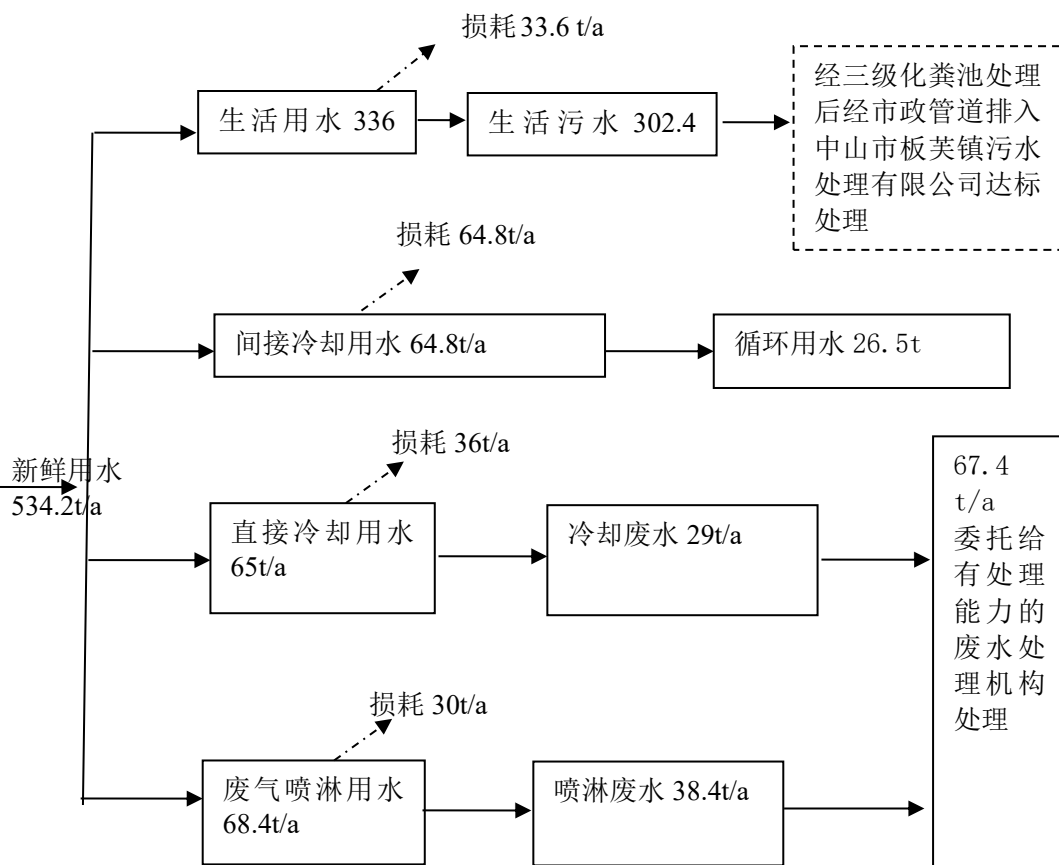 损耗 33.6 t/a
生活用水 336
生活污水 302.4
经三级化粪池处理
后经市政管道排入
中山市板芙镇污水
处理有限公司达标
处理
损耗 64.8t/a
间接冷却用水 64.8t/a
循环用水 26.5t
新鲜用水
534.2t/a
损耗 36t/a
直接冷却用水
65t/a
冷却废水 29t/a
67.4
t/a
委托给
有处理
能力的
废水处
理机构
处理
损耗 30t/a
废气喷淋用水
68.4t/a
喷淋废水 38.4t/a